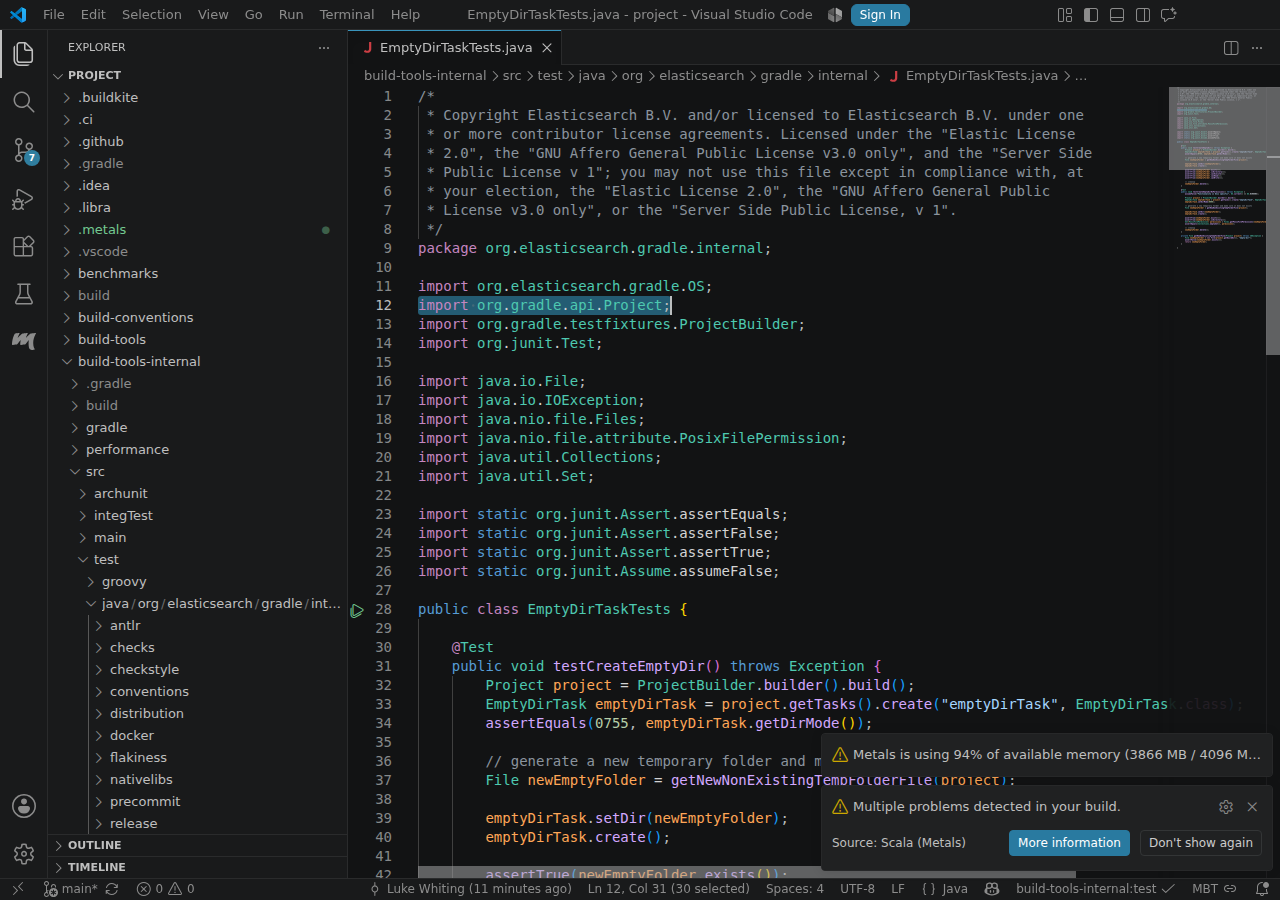 File Edit Selection View Go Run Terminal Help
EmptyDirTaskTests.java - project - Visual Studio Code
Sign In
EXPLORER
PROJECT
.buildkite
.ci
.github
.gradle
.idea
.libra
.metals
.vscode
benchmarks
build
build-conventions
build-tools
build-tools-internal
.gradle
build
gradle
performance
src
archunit
integTest
main
test
groovy
java/org/elasticsearch/gradle/int...
antlr
checks
checkstyle
conventions
distribution
docker
flakiness
nativelibs
precommit
release
OUTLINE
TIMELINE
7
EmptyDirTaskTests.java
build-tools-internal > src > test > java > org > elasticsearch > gradle > internal > EmptyDirTaskTests.java > ...
1 /*
2 * Copyright Elasticsearch B.V. and/or licensed to Elasticsearch B.V. under one
3 * or more contributor license agreements. Licensed under the "Elastic License
4 * 2.0", the "GNU Affero General Public License v3.0 only", and the "Server Side
5 * Public License v 1"; you may not use this file except in compliance with, at
6 * your election, the "Elastic License 2.0", the "GNU Affero General Public
7 * License v3.0 only", or the "Server Side Public License, v 1".
8 */
9 package org.elasticsearch.gradle.internal;
10
11 import org.elasticsearch.gradle.OS;
12 import org.gradle.api.Project;
13 import org.gradle.testfixtures.ProjectBuilder;
14 import org.junit.Test;
15
16 import java.io.File;
17 import java.io.IOException;
18 import java.nio.file.Files;
19 import java.nio.file.attribute.PosixFilePermission;
20 import java.util.Collections;
21 import java.util.Set;
22
23 import static org.junit.Assert.assertEquals;
24 import static org.junit.Assert.assertFalse;
25 import static org.junit.Assert.assertTrue;
26 import static org.junit.Assume.assumeFalse;
27
28 public class EmptyDirTaskTests {
29
30 @Test
31 public void testCreateEmptyDir() throws Exception {
32 Project project = ProjectBuilder.builder().build();
33 EmptyDirTask emptyDirTask = project.getTasks().create("emptyDirTask", EmptyDirTask.class);
34 assertEquals(0755, emptyDirTask.getDirMode());
35
36 // generate a new temporary folder and m
37 File newEmptyFolder = getNewNonExistingTempFolderFile(project);
38
39 emptyDirTask.setDir(newEmptyFolder);
40 emptyDirTask.create();
41
42 assertTrue(newEmptyFolder.exists());
Metals is using 94% of available memory (3866 MB / 4096 M...
Multiple problems detected in your build.
Source: Scala (Metals)
More information
Don't show again
main* 0 0 Luke Whiting (11 minutes ago) Ln 12, Col 31 (30 selected) Spaces: 4 UTF-8 LF { } Java build-tools-internal:test MBT